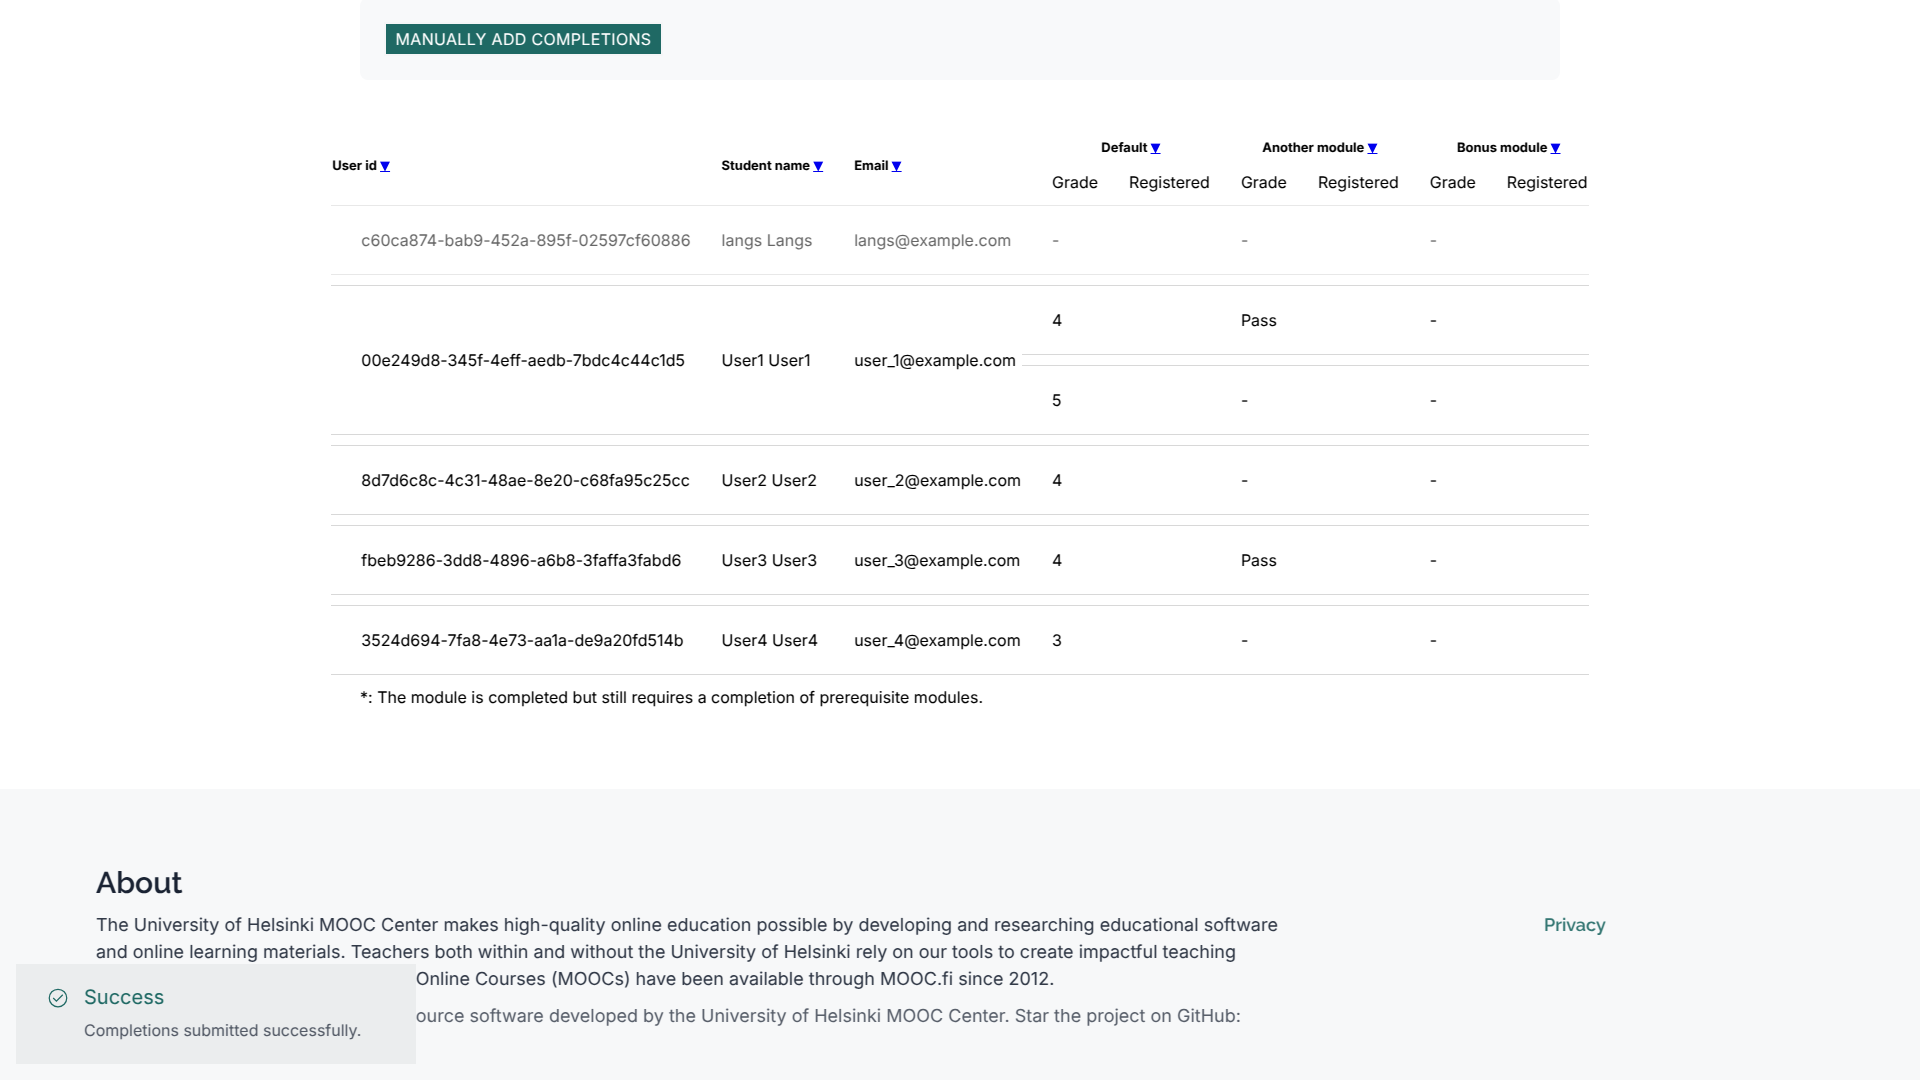 MANUALLY ADD COMPLETIONS
User id ▼ Student name ▼ Email ▼ Default ▼ Another module ▼ Bonus module ▼
Grade Registered Grade Registered Grade Registered
c60ca874-bab9-452a-895f-02597cf60886 langs Langs langs@example.com - - -
4 Pass -
00e249d8-345f-4eff-aedb-7bdc4c44c1d5 User1 User1 user_1@example.com
5 - -
8d7d6c8c-4c31-48ae-8e20-c68fa95c25cc User2 User2 user_2@example.com 4 - -
fbeb9286-3dd8-4896-a6b8-3faffa3fabd6 User3 User3 user_3@example.com 4 Pass -
3524d694-7fa8-4e73-aa1a-de9a20fd514b User4 User4 user_4@example.com 3 - -
*: The module is completed but still requires a completion of prerequisite modules.
About
The University of Helsinki MOOC Center makes high-quality online education possible by developing and researching educational software
and online learning materials. Teachers both within and without the University of Helsinki rely on our tools to create impactful teaching
Online Courses (MOOCs) have been available through MOOC.fi since 2012.
ource software developed by the University of Helsinki MOOC Center. Star the project on GitHub:
Privacy
Success
Completions submitted successfully.